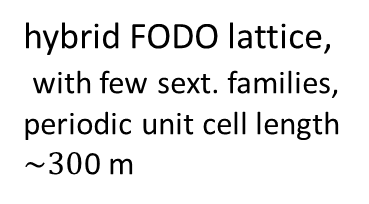 hybrid FODO lattice,
with few sext. families,
periodic unit cell length
~300 m